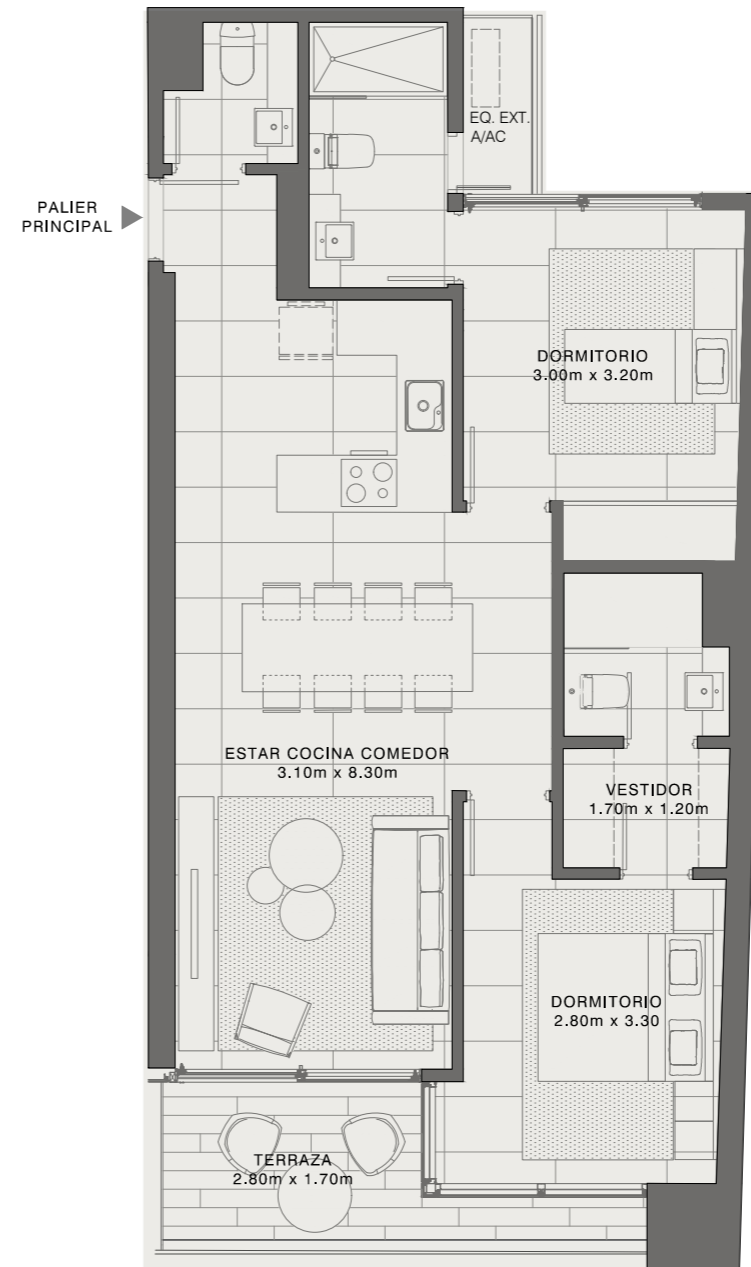 EQ. EXT.
A/AC
PALIER
PRINCIPAL
DORMITORIO
3.00m x 3.20m
ESTAR COCINA COMEDOR
3.10m x 8.30m
VESTIDOR
1.70m x 1.20m
DORMITORIO
2.80m x 3.30
TERRAZA
2.80m x 1.70m